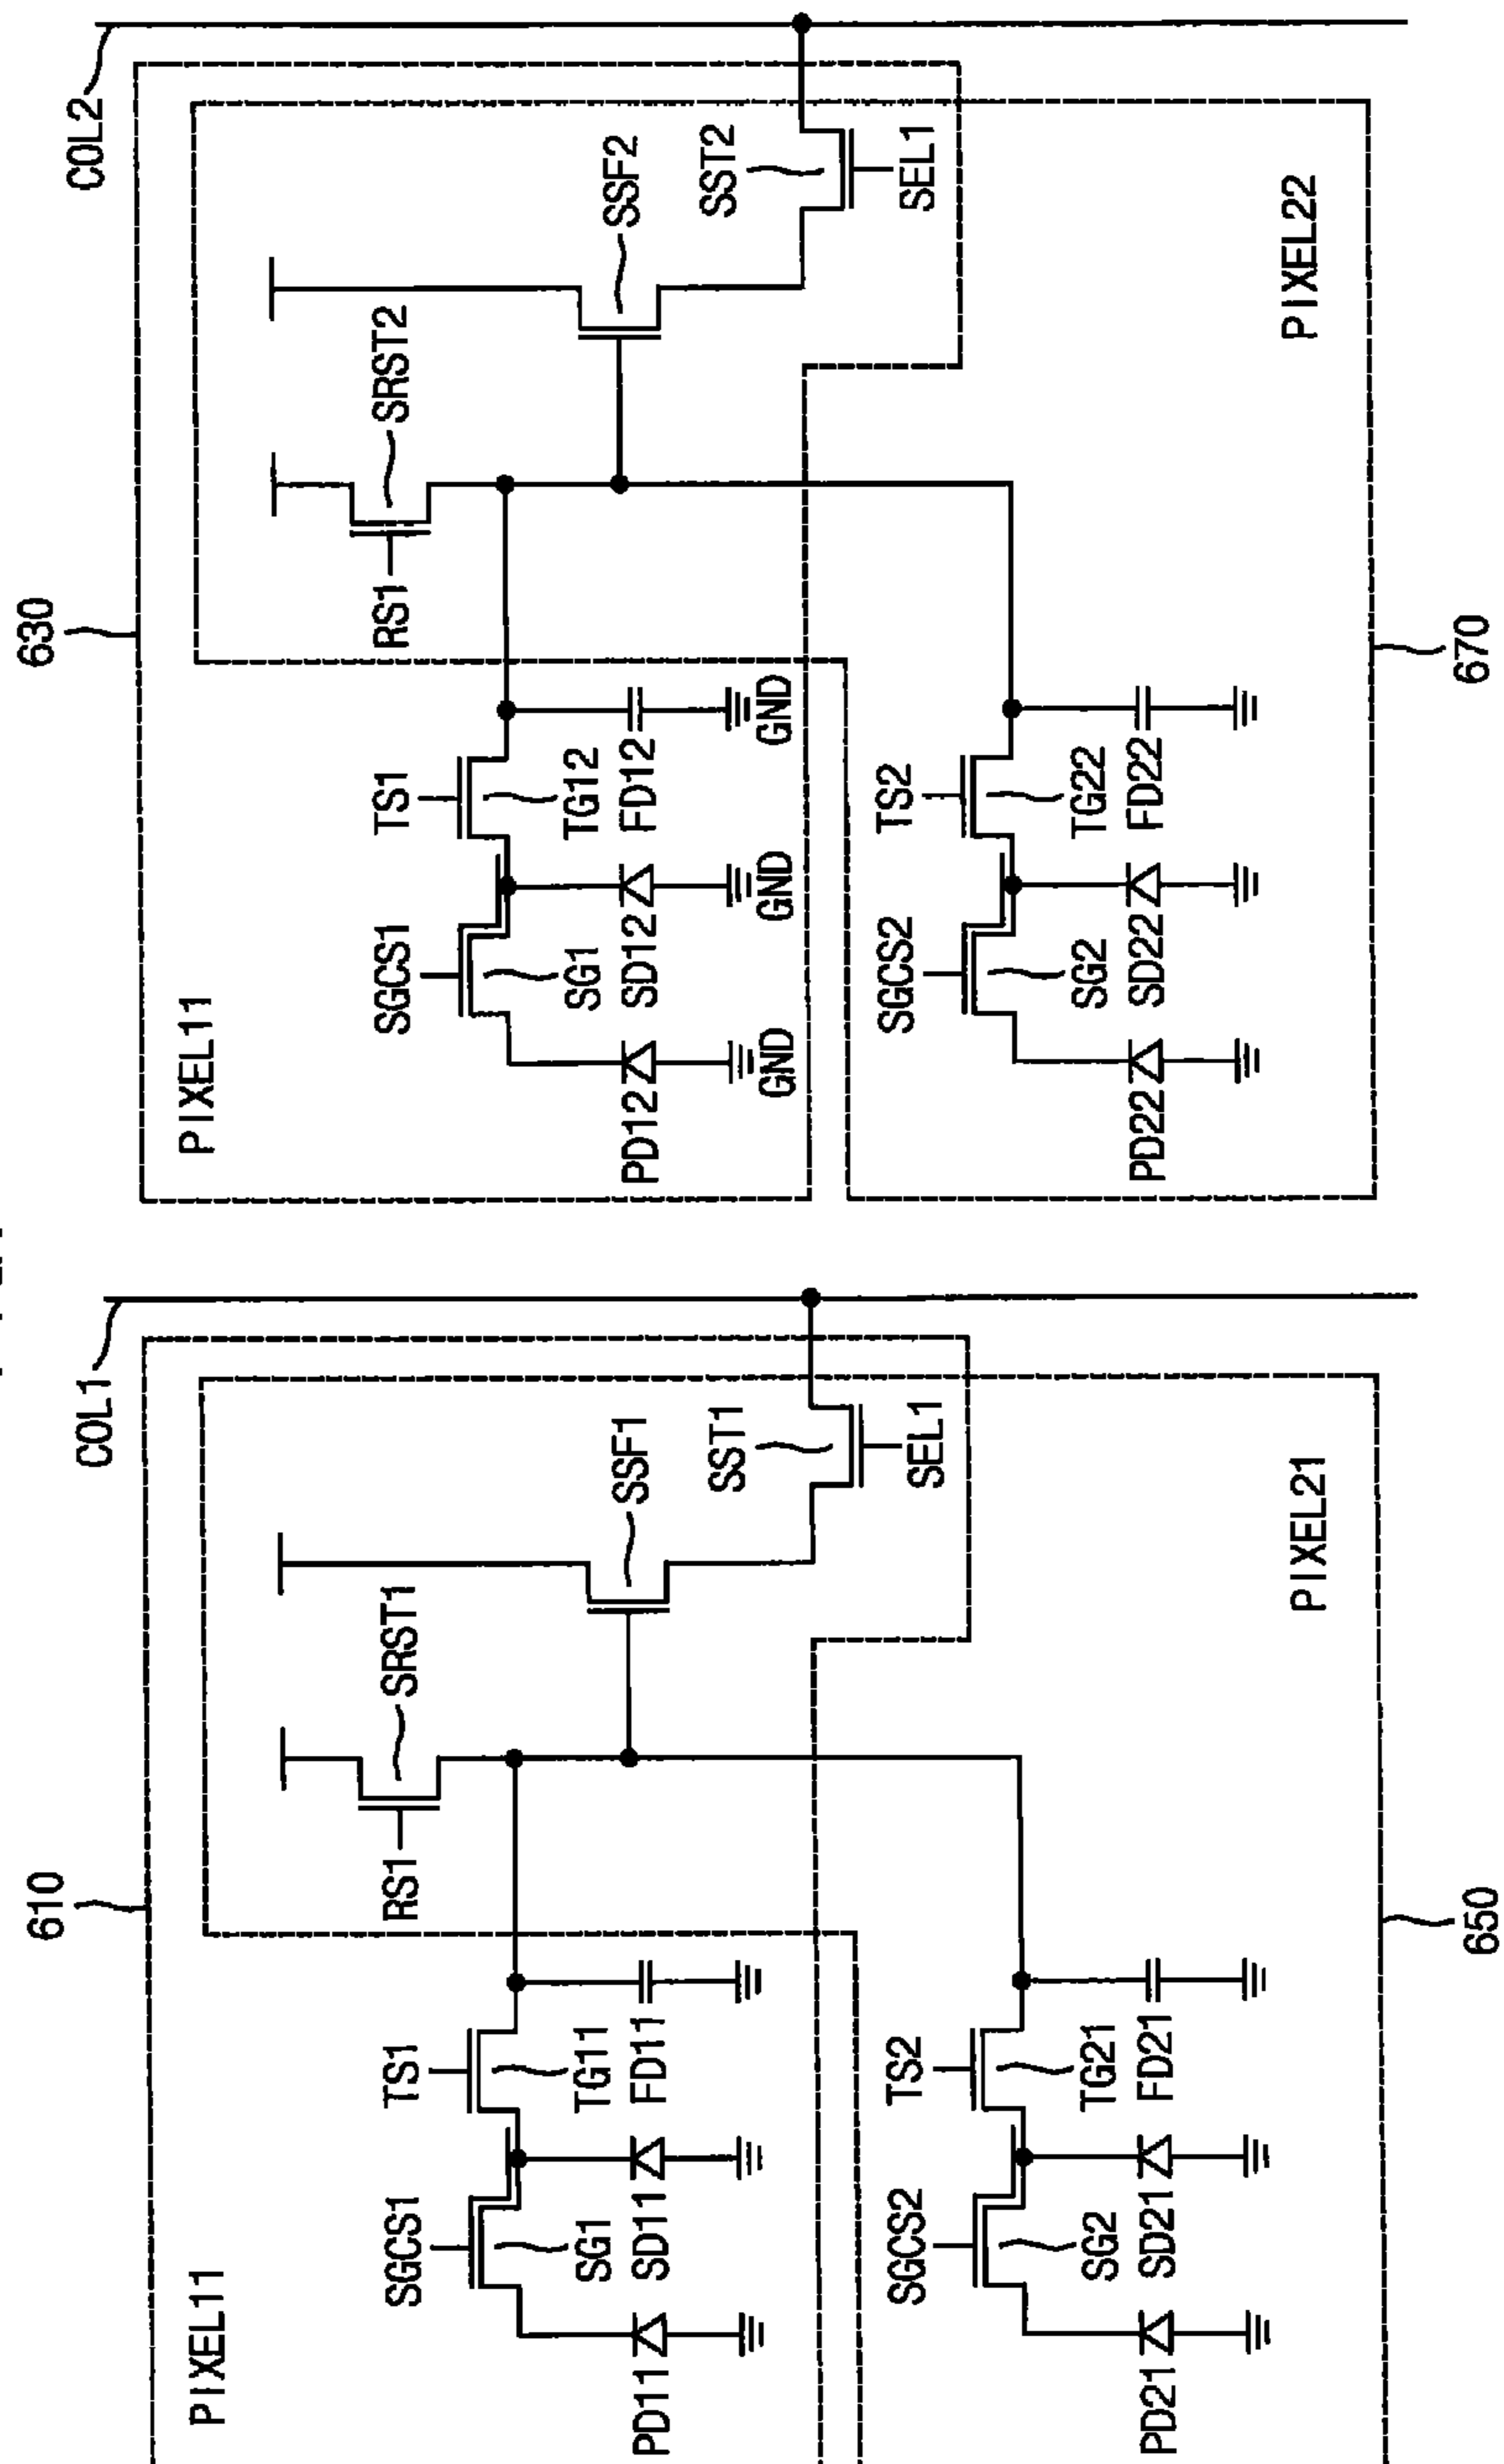 610
COL1
630
COL2
PIXEL11
SGCS1
TS1
RS1
SRST1
SG1
TG11
SSF1
PD11
SD11
FD11
SST1
SEL1
SGCS2
TS2
SG2
TG21
PD21
SD21
FD21
PIXEL21
650
PIXEL11
SGCS1
TS1
RS1
SRST2
SG1
TG12
SSF2
PD12
SD12
FD12
SST2
GND
GND
GND
SEL1
SGCS2
TS2
SG2
TG22
PD22
SD22
FD22
PIXEL22
670